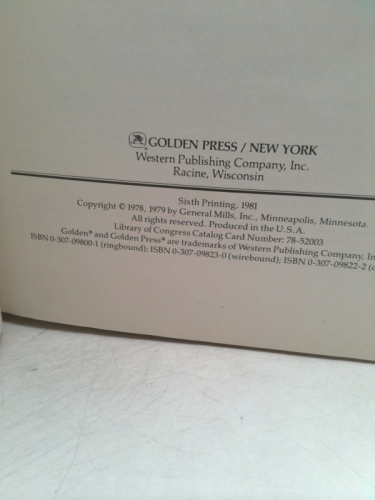 GOLDEN PRESS / NEW YORK
Western Publishing Company, Inc.
Racine, Wisconsin
Sixth Printing, 1981
Copyright © 1978, 1979 by General Mills, Inc., Minneapolis, Minnesota.
All rights reserved. Produced in the U.S.A.
Library of Congress Catalog Card Number: 78-52003
Golden® and Golden Press® are trademarks of Western Publishing Company,
ISBN 0-307-09800-1 (ringbound); ISBN 0-307-09823-0 (wirebound); ISBN 0-307-09822-2